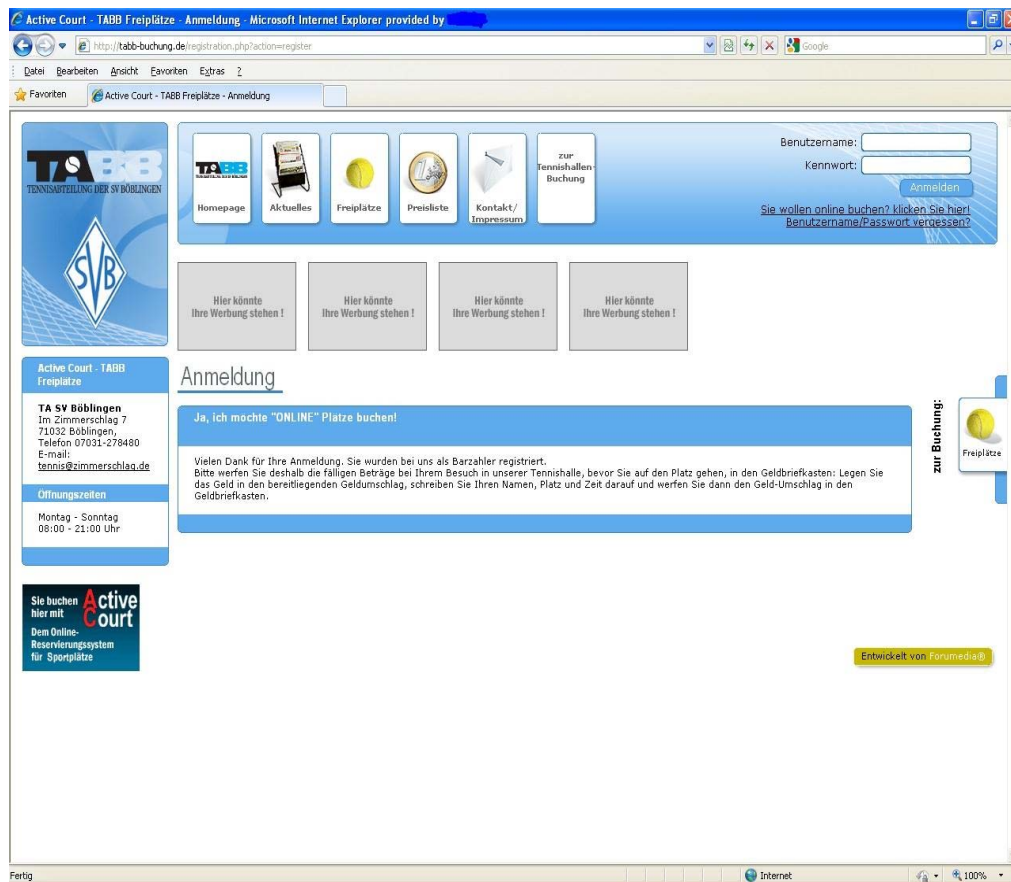 Active Court - TABB Freiplätze - Anmeldung - Microsoft Internet Explorer provided by
http://tabb-buchung.de/registration.php?action=register
Google
Datei Bearbeiten Ansicht Favoriten Extras ?
Favoriten
Active Court - TABB Freiplätze - Anmeldung
TABB
TENNISABTEILUNG DER SV BÖBLINGEN
SVB
TABB
Homepage
Aktuelles
Freiplätze
Preisliste
Kontakt/
Impressum
zur
Tennishallen-
Buchung
Benutzername:
Kennwort:
Anmelden
Sie wollen online buchen? klicken Sie hier!
Benutzername/Passwort vergessen?
Hier könnte
Ihre Werbung stehen !
Hier könnte
Ihre Werbung stehen !
Hier könnte
Ihre Werbung stehen !
Hier könnte
Ihre Werbung stehen !
Active Court - TABB
Freiplätze
TA SV Böblingen
Im Zimmerschlag 7
71032 Böblingen,
Telefon 07031-278480
E-mail:
tennis@zimmerschlag.de
Öffnungszeiten
Montag - Sonntag
08:00 - 21:00 Uhr
Sie buchen
hier mit
Active
Court
Dem Online-
Reservierungssystem
für Sportplätze
Anmeldung
Ja, ich mochte "ONLINE" Platze buchen!
Vielen Dank für Ihre Anmeldung. Sie wurden bei uns als Barzahler registriert.
Bitte werfen Sie deshalb die fälligen Beträge bei Ihrem Besuch in unserer Tennishalle, bevor Sie auf den Platz gehen, in den Geldbriefkasten: Legen Sie
das Geld in den bereitliegenden Geldumschlag, schreiben Sie Ihren Namen, Platz und Zeit darauf und werfen Sie dann den Geld-Umschlag in den
Geldbriefkasten.
zur Buchung:
Freiplätze
Entwickelt von Forumedia®
Fertig
Internet
100%